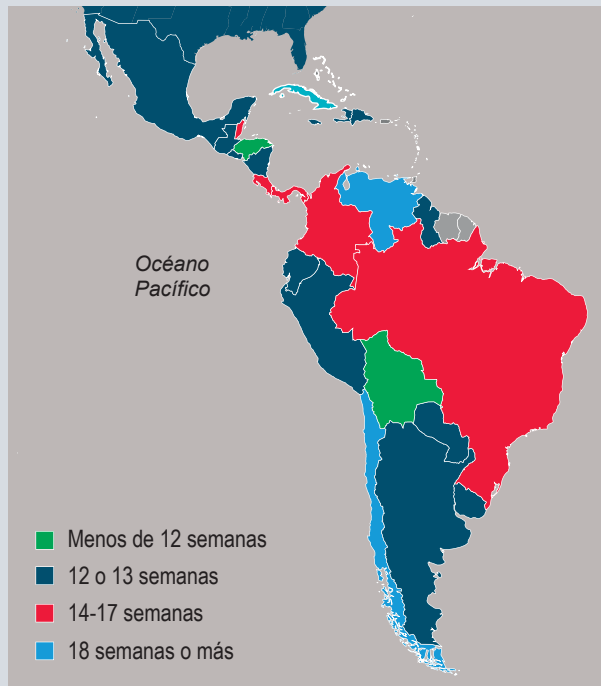 Océano
Pacífico
Menos de 12 semanas
12 o 13 semanas
14-17 semanas
18 semanas o más